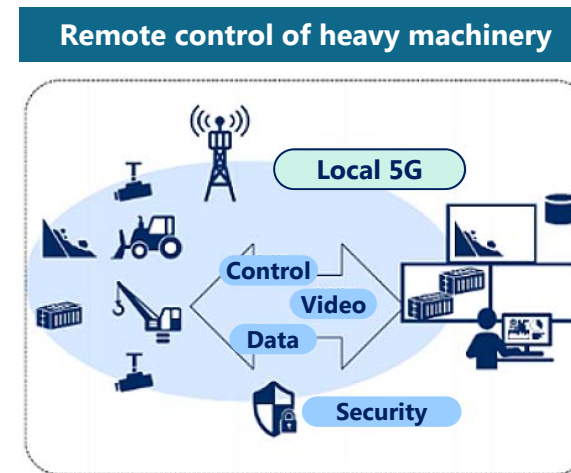 Remote control of heavy machinery
Local 5G
Control
Video
Data
Security